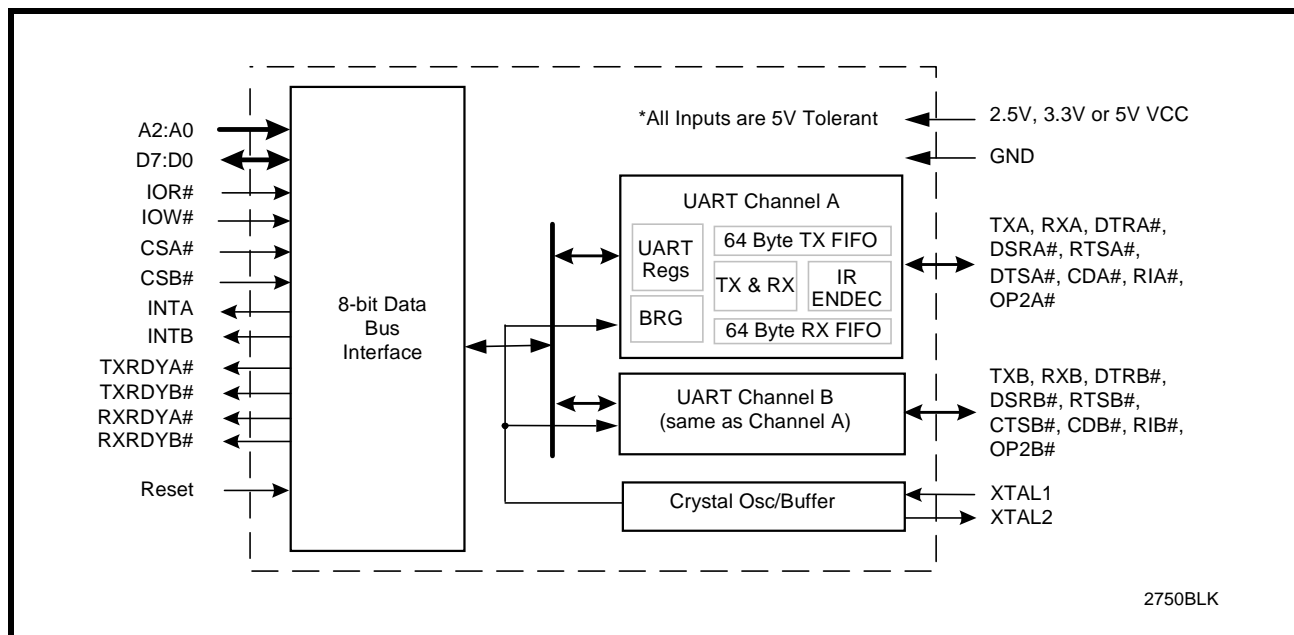 A2:A0
D7:D0
IOR#
IOW#
CSA#
CSB#
INTA
INTB
TXRDYA#
TXRDYB#
RXRDYA#
RXRDYB#
Reset
8-bit Data
Bus
Interface
*All Inputs are 5V Tolerant
2.5V, 3.3V or 5V VCC
GND
UART Channel A
UART
Regs
BRG
64 Byte TX FIFO
TX & RX
IR
ENDEC
64 Byte RX FIFO
TXA, RXA, DTRA#,
DSRA#, RTSA#,
DTSA#, CDA#, RIA#,
OP2A#
UART Channel B
(same as Channel A)
TXB, RXB, DTRB#,
DSRB#, RTSB#,
CTSB#, CDB#, RIB#,
OP2B#
Crystal Osc/Buffer
XTAL1
XTAL2
2750BLK